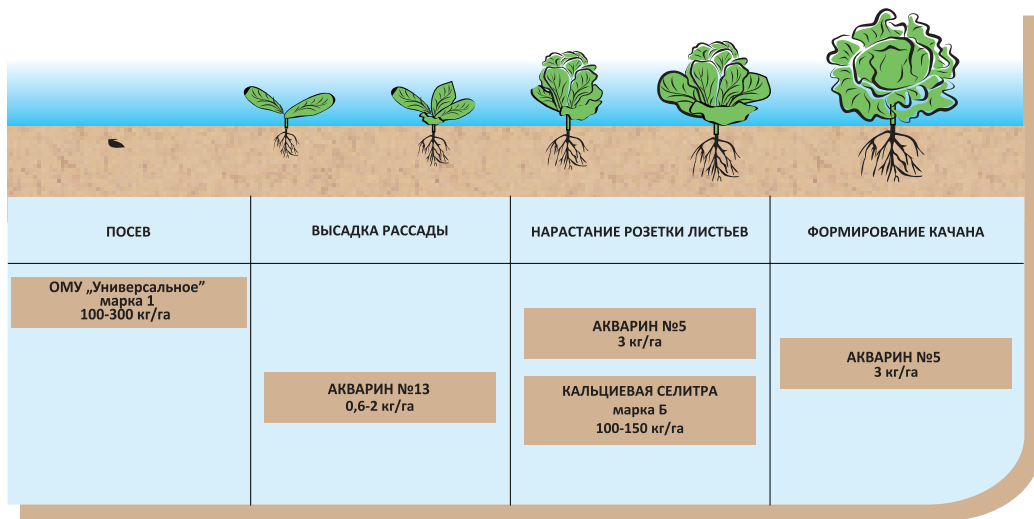 ПОСЕВ
ВЫСАДКА РАССАДЫ
НАРАСТАНИЕ РОЗЕТКИ ЛИСТЬЕВ
ФОРМИРОВАНИЕ КАЧАНА
ОМУ „Универсальное”
марка 1
100-300 кг/га
АКВАРИН №13
0,6-2 кг/га
АКВАРИН №5
3 кг/га
КАЛЬЦИЕВАЯ СЕЛИТРА
марка Б
100-150 кг/га
АКВАРИН №5
3 кг/га